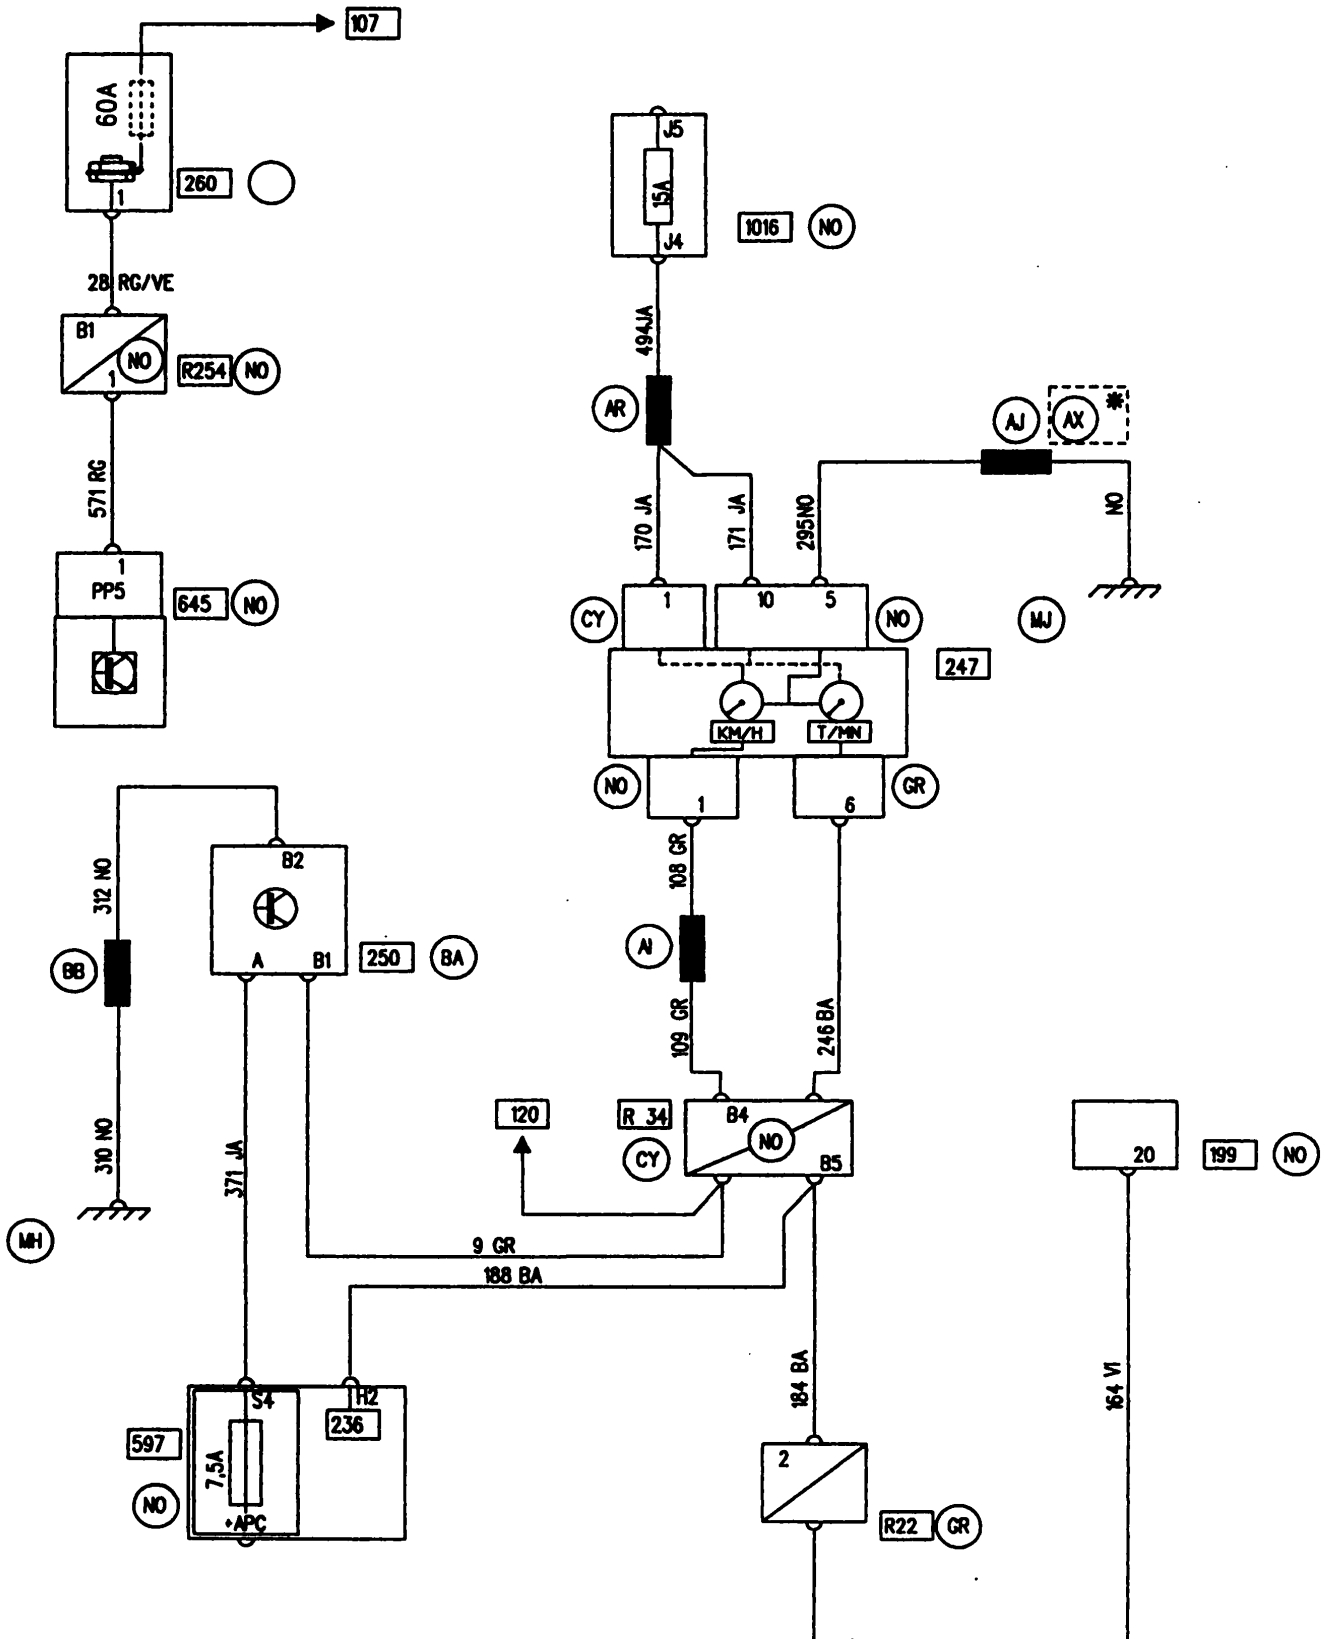 107
60A
260
1
28 RG/VE
B1
NO
1
R254
NO
571 RG
1
PP5
645
NO
J5
15A
J4
1016
NO
494JA
AR
AJ
AX
*
170 JA
171 JA
295NO
NO
CY
1
10
5
NO
MJ
247
KM/H
T/MN
NO
1
6
GR
312 NO
B2
A
B1
250
BA
BB
310 NO
MH
371 JA
108 GR
AI
109 GR
246 BA
120
R 34
CY
B4
NO
B5
20
199
NO
9 GR
188 BA
184 BA
164 VI
S4
H2
236
597
7,5A
NO
+APC
2
R22
GR